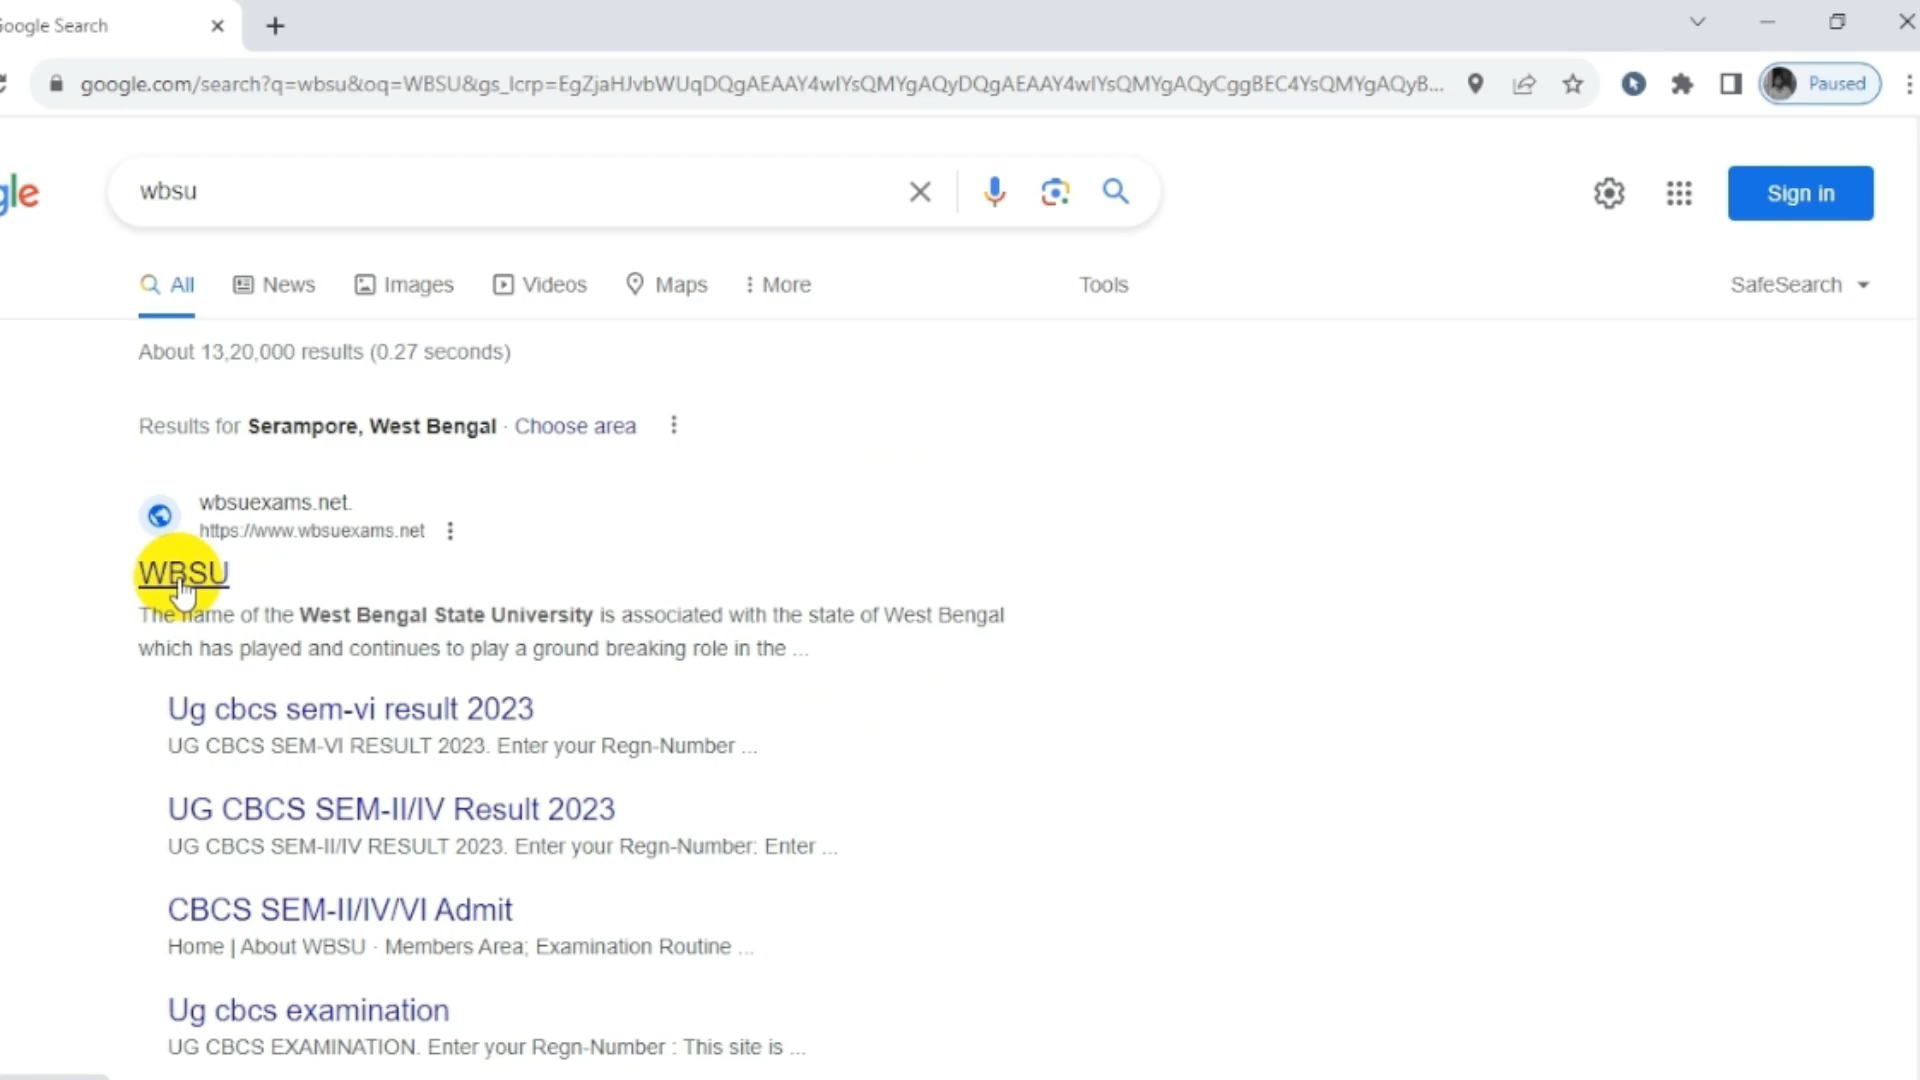 Google Search
google.com/search?q=wbsu&oq=WBSU&gs_lcrp=EgZjaHJvbWUqDQgAEAAY4wIYsQMYgAQyDQgAEAAY4wIYsQMYgAQyCggBEC4YsQMYgAQyB...
Paused
gle
wbsu
Sign in
All
News
Images
Videos
Maps
More
Tools
SafeSearch
About 13,20,000 results (0.27 seconds)
Results for Serampore, West Bengal · Choose area
wbsuexams.net.
https://www.wbsuexams.net
WBSU
The name of the West Bengal State University is associated with the state of West Bengal
which has played and continues to play a ground breaking role in the ...
Ug cbcs sem-vi result 2023
UG CBCS SEM-VI RESULT 2023. Enter your Regn-Number ...
UG CBCS SEM-II/IV Result 2023
UG CBCS SEM-II/IV RESULT 2023. Enter your Regn-Number: Enter ...
CBCS SEM-II/IV/VI Admit
Home | About WBSU · Members Area; Examination Routine ...
Ug cbcs examination
UG CBCS EXAMINATION. Enter your Regn-Number : This site is ...